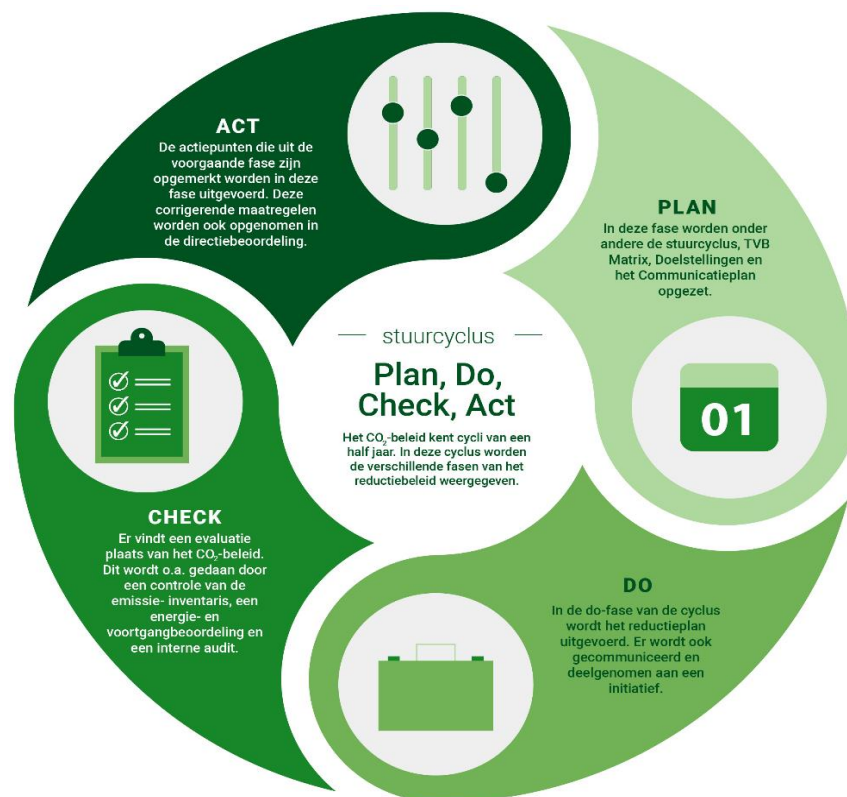 stuurcyclus
Plan, Do,
Check, Act
Het CO₂-beleid kent cycli van een
half jaar. In deze cyclus worden
de verschillende fasen van het
reductiebeleid weergegeven.
PLAN
In deze fase worden onder
andere de stuurcyclus, TVB
Matrix, Doelstellingen en
het Communicatieplan
opgezet.
01
DO
In de do-fase van de cyclus
wordt het reductieplan
uitgevoerd. Er wordt ook
gecommuniceerd en
deelgenomen aan een
initiatief.
CHECK
Er vindt een evaluatie
plaats van het CO₂-beleid.
Dit wordt o.a. gedaan door
een controle van de
emissie- inventaris, een
energie- en
voortgangbeoordeling en
een interne audit.
ACT
De actiepunten die uit de
voorgaande fase zijn
opgemerkt worden in deze
fase uitgevoerd. Deze
corrigerende maatregelen
worden ook opgenomen in
de directiebeoordeling.